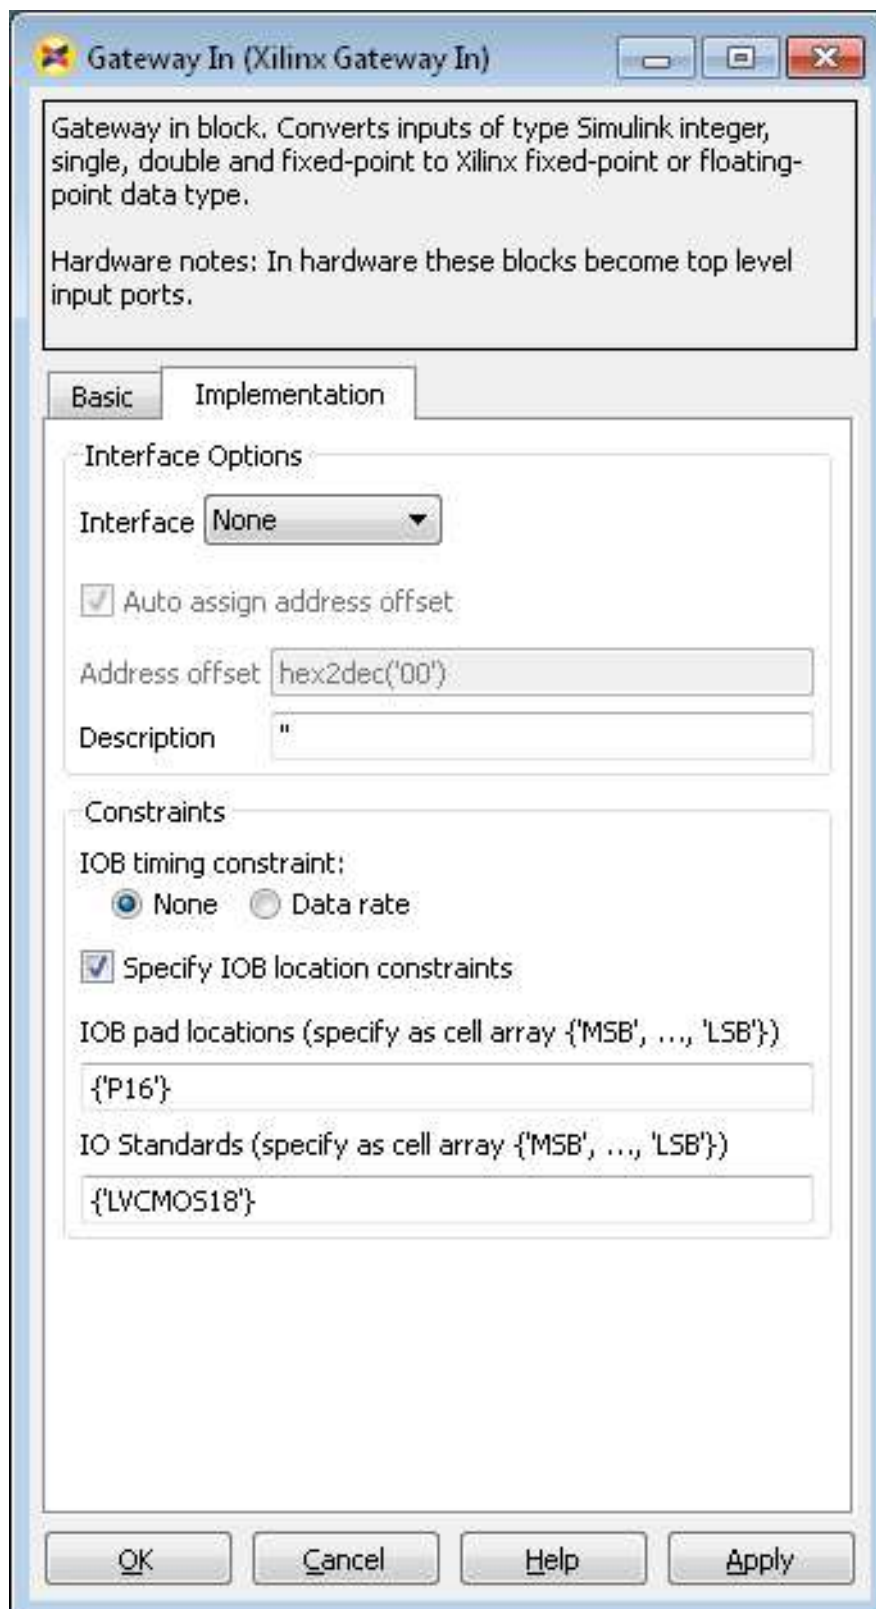 Gateway In (Xilinx Gateway In)
Gateway in block. Converts inputs of type Simulink integer,
single, double and fixed-point to Xilinx fixed-point or floating-
point data type.
Hardware notes: In hardware these blocks become top level
input ports.
Basic
Implementation
Interface Options
Interface None
Auto assign address offset
Address offset hex2dec('00')
Description ''
Constraints
IOB timing constraint:
None Data rate
Specify IOB location constraints
IOB pad locations (specify as cell array {'MSB', ..., 'LSB'})
{'P16'}
IO Standards (specify as cell array {'MSB', ..., 'LSB'})
{'LVCMOS18'}
OK Cancel Help Apply